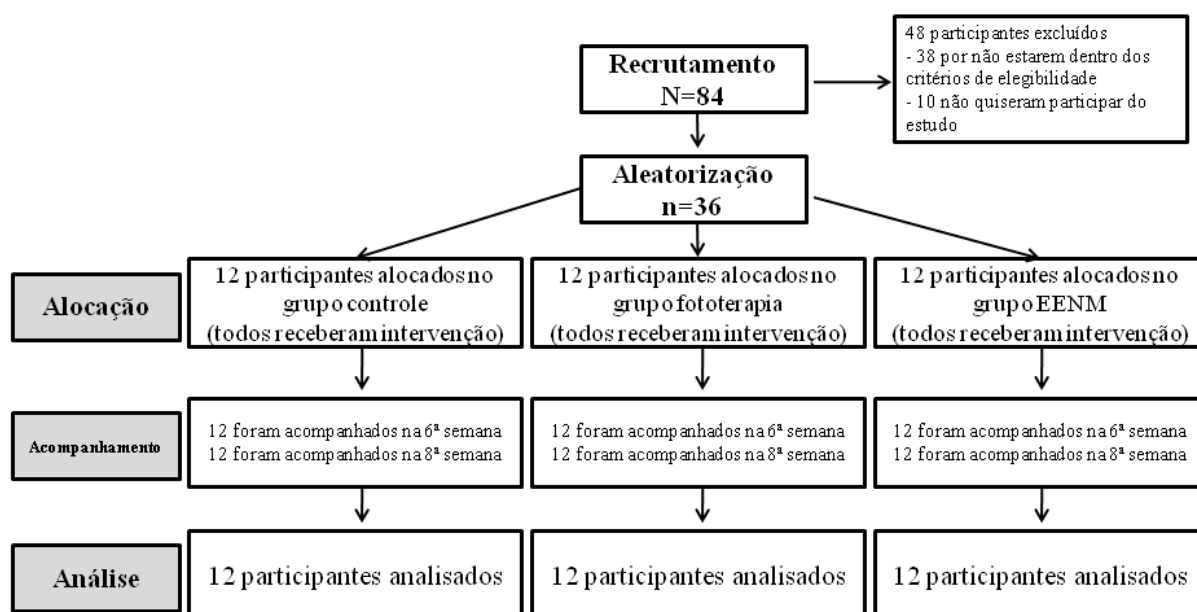 48 participantes excluídos
- 38 por não estarem dentro dos
critérios de elegibilidade
- 10 não quiseram participar do
estudo
Recrutamento
N=84
Aleatorização
n=36
Alocação
12 participantes alocados no
grupo controle
(todos receberam intervenção)
12 participantes alocados no
grupo fototerapia
(todos receberam intervenção)
12 participantes alocados no
grupo EENM
(todos receberam intervenção)
Acompanhamento
12 foram acompanhados na 6ª semana
12 foram acompanhados na 8ª semana
12 foram acompanhados na 6ª semana
12 foram acompanhados na 8ª semana
12 foram acompanhados na 6ª semana
12 foram acompanhados na 8ª semana
Análise
12 participantes analisados
12 participantes analisados
12 participantes analisados